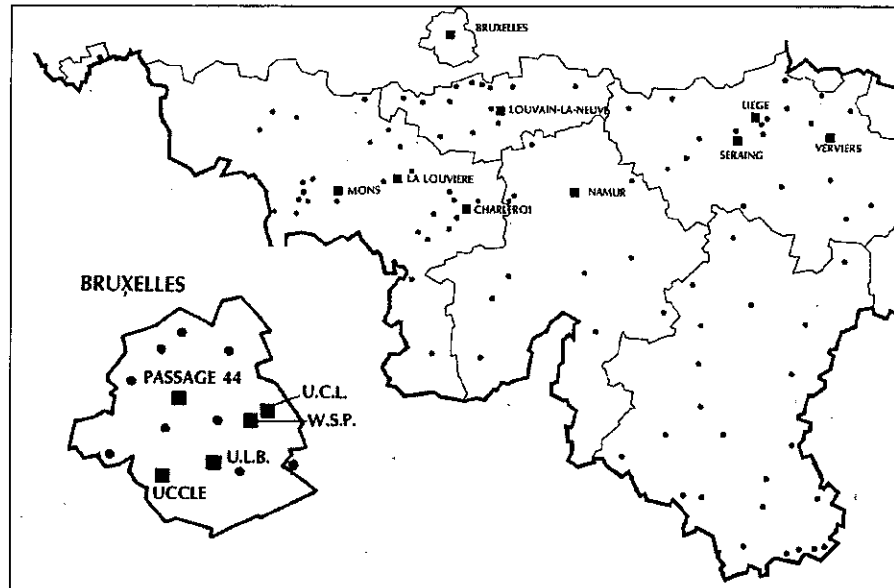 BRUXELLES
LOUVAIN-LA-NEUVE
LIEGE
SERAING
VERVIERS
MONS
LA LOUVIERE
CHARLEROI
NAMUR
BRUXELLES
PASSAGE 44
U.C.L.
W.S.P.
U.L.B.
UCCLE